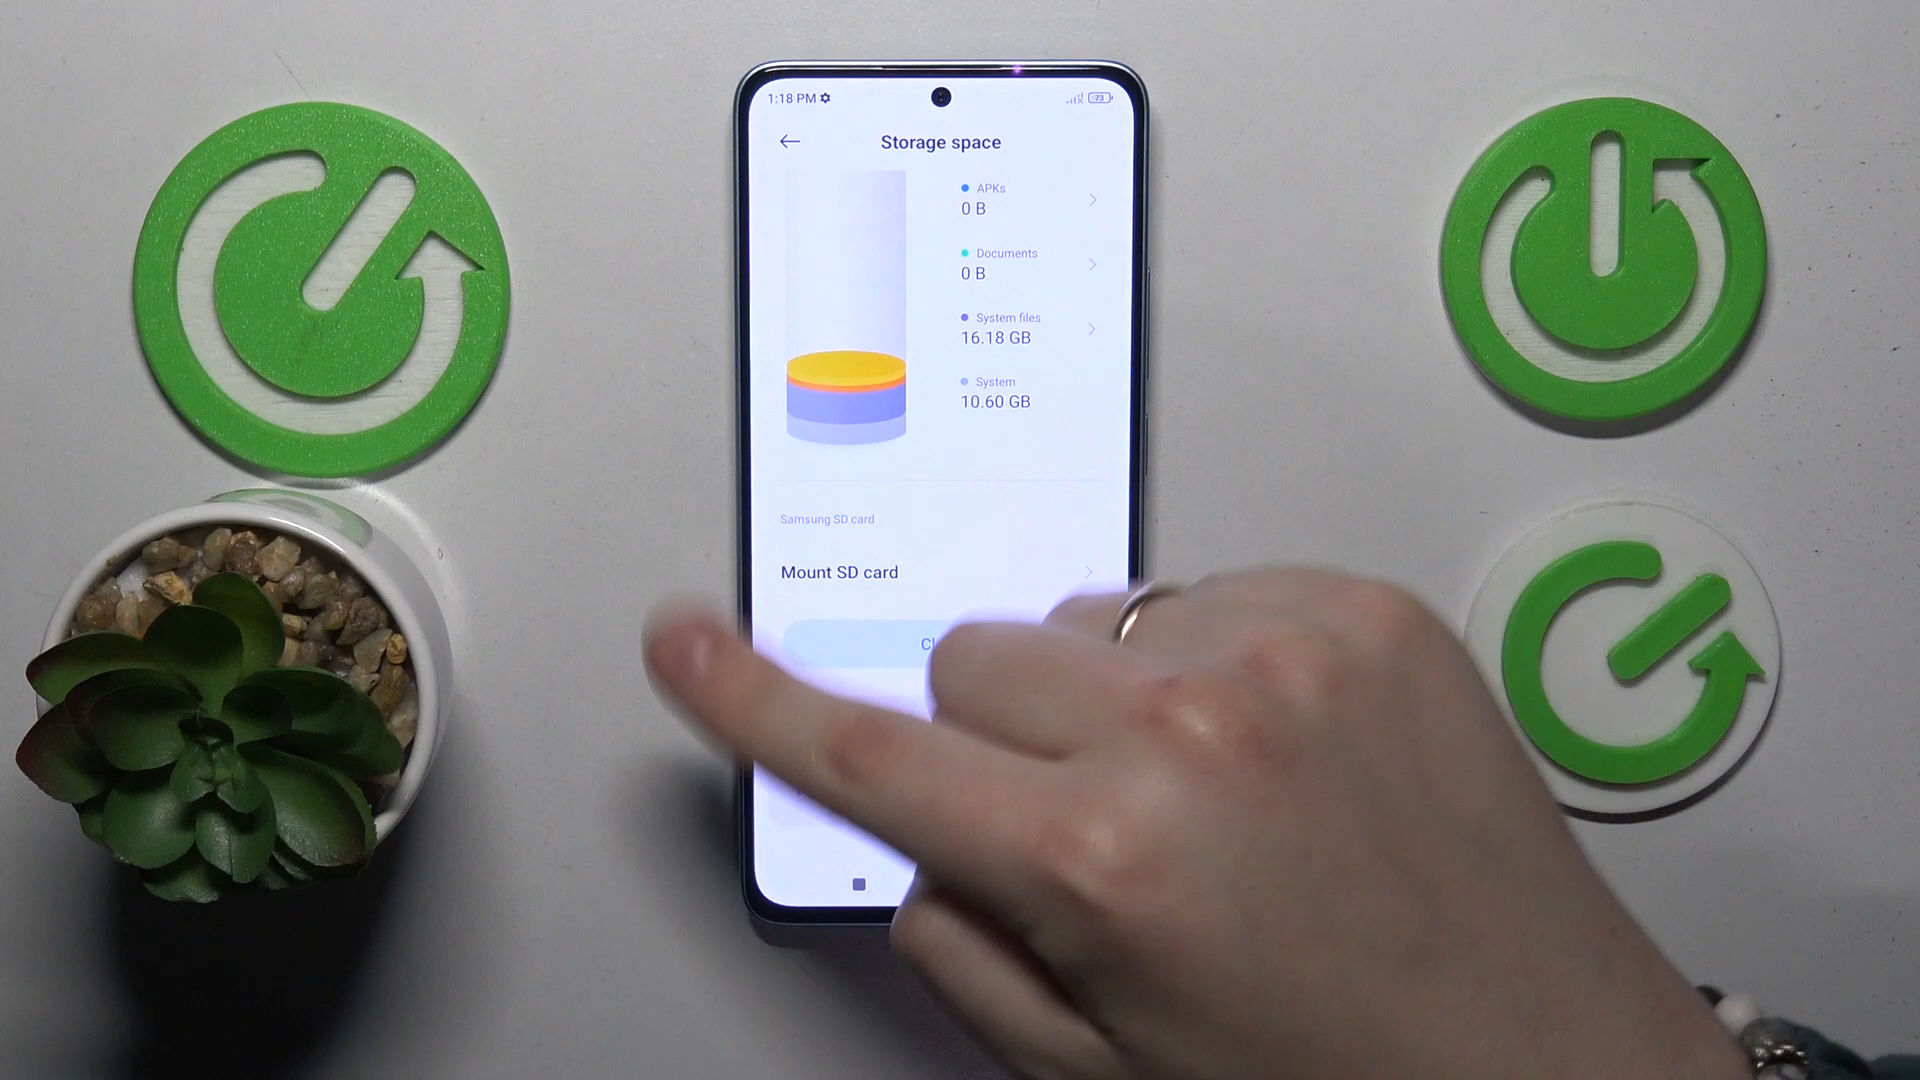 1:18 PM
73
Storage space
APKs
0 B
Documents
0 B
System files
16.18 GB
System
10.60 GB
Samsung SD card
Mount SD card